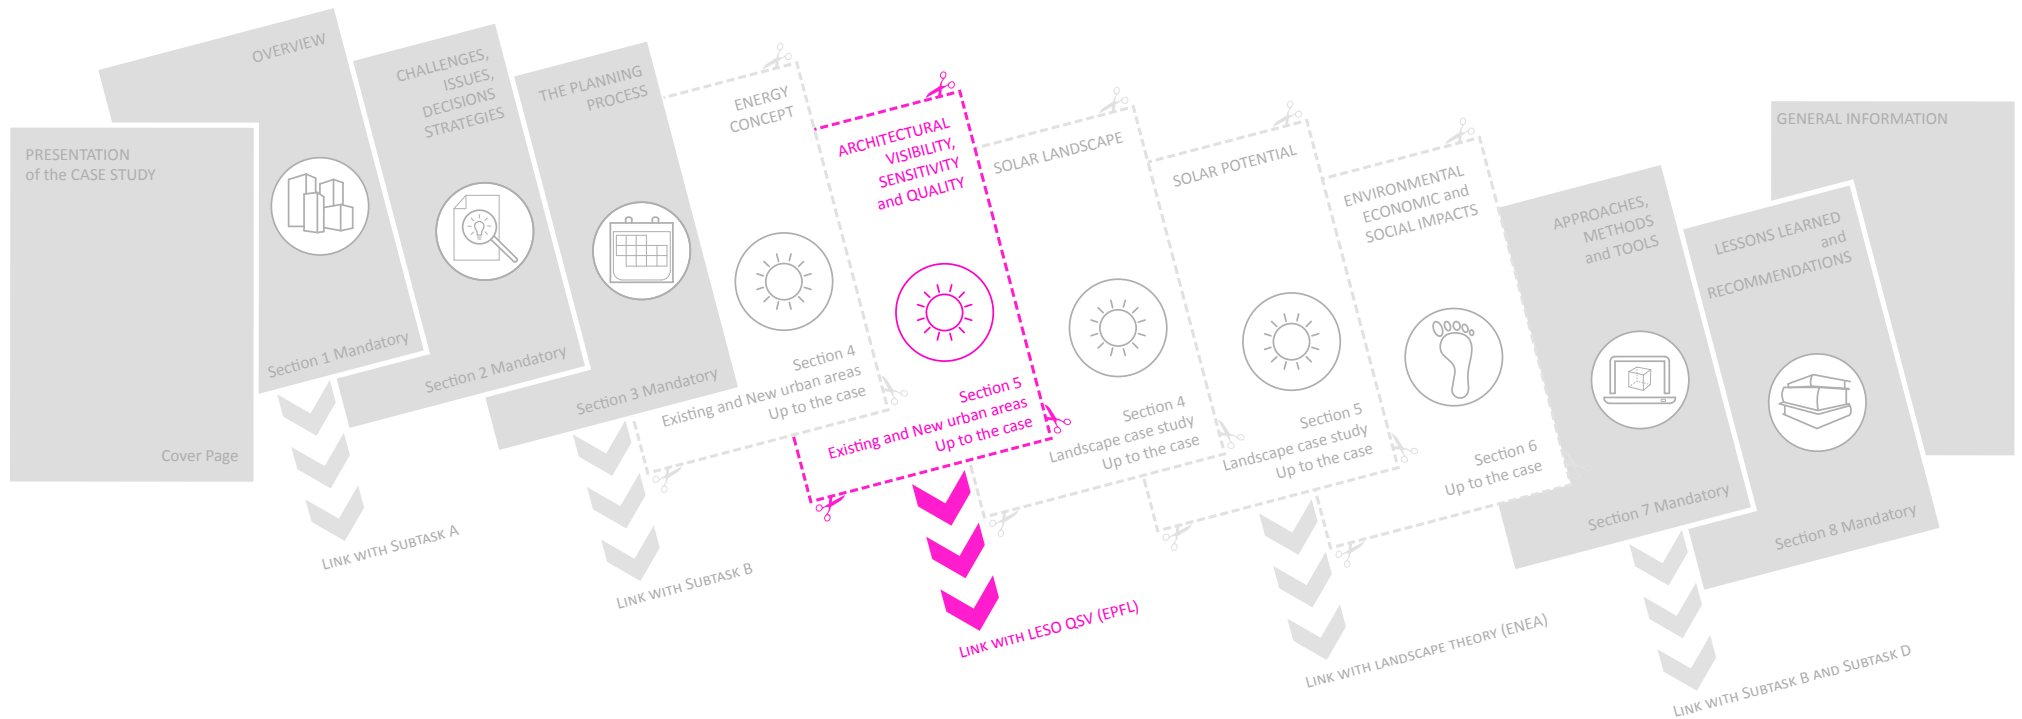 PRESENTATION
of the CASE STUDY
Cover Page
OVERVIEW
Section 1 Mandatory
LINK WITH SUBTASK A
CHALLENGES,
ISSUES,
DECISIONS
STRATEGIES
Section 2 Mandatory
THE PLANNING
PROCESS
Section 3 Mandatory
LINK WITH SUBTASK B
ENERGY
CONCEPT
Section 4
Existing and New urban areas
Up to the case
ARCHITECTURAL
VISIBILITY,
SENSITIVITY
and QUALITY
Section 5
Existing and New urban areas
Up to the case
LINK WITH LESO QSV (EPFL)
SOLAR LANDSCAPE
Section 4
Landscape case study
Up to the case
SOLAR POTENTIAL
Section 5
Landscape case study
Up to the case
LINK WITH LANDSCAPE THEORY (ENEA)
ENVIRONMENTAL
ECONOMIC and
SOCIAL IMPACTS
Section 6
Up to the case
APPROACHES,
METHODS
and TOOLS
Section 7 Mandatory
LINK WITH SUBTASK B AND SUBTASK D
LESSONS LEARNED
and
RECOMMENDATIONS
Section 8 Mandatory
GENERAL INFORMATION